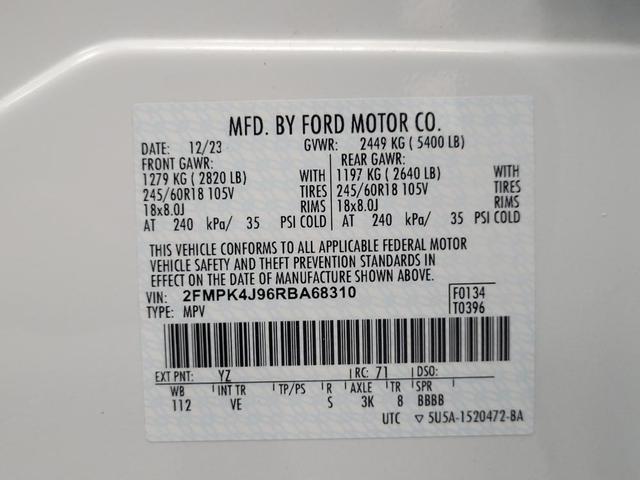 MFD. BY FORD MOTOR CO.
DATE: 12/23 GVWR: 2449 KG ( 5400 LB)
FRONT GAWR: REAR GAWR:
1279 KG ( 2820 LB) WITH 1197 KG ( 2640 LB) WITH
245/60R18 105V TIRES 245/60R18 105V TIRES
18x8.0J RIMS 18x8.0J RIMS
AT 240 kPa/ 35 PSI COLD AT 240 kPa/ 35 PSI COLD
THIS VEHICLE CONFORMS TO ALL APPLICABLE FEDERAL MOTOR
VEHICLE SAFETY AND THEFT PREVENTION STANDARDS IN
EFFECT ON THE DATE OF MANUFACTURE SHOWN ABOVE.
VIN: 2FMPK4J96RBA68310 F0134
TYPE: MPV T0396
EXT PNT: YZ RC: 71 DSO:
WB INT TR TP/PS R AXLE TR SPR
112 VE S 3K 8 BBBB
UTC ▽ 5U5A-1520472-BA